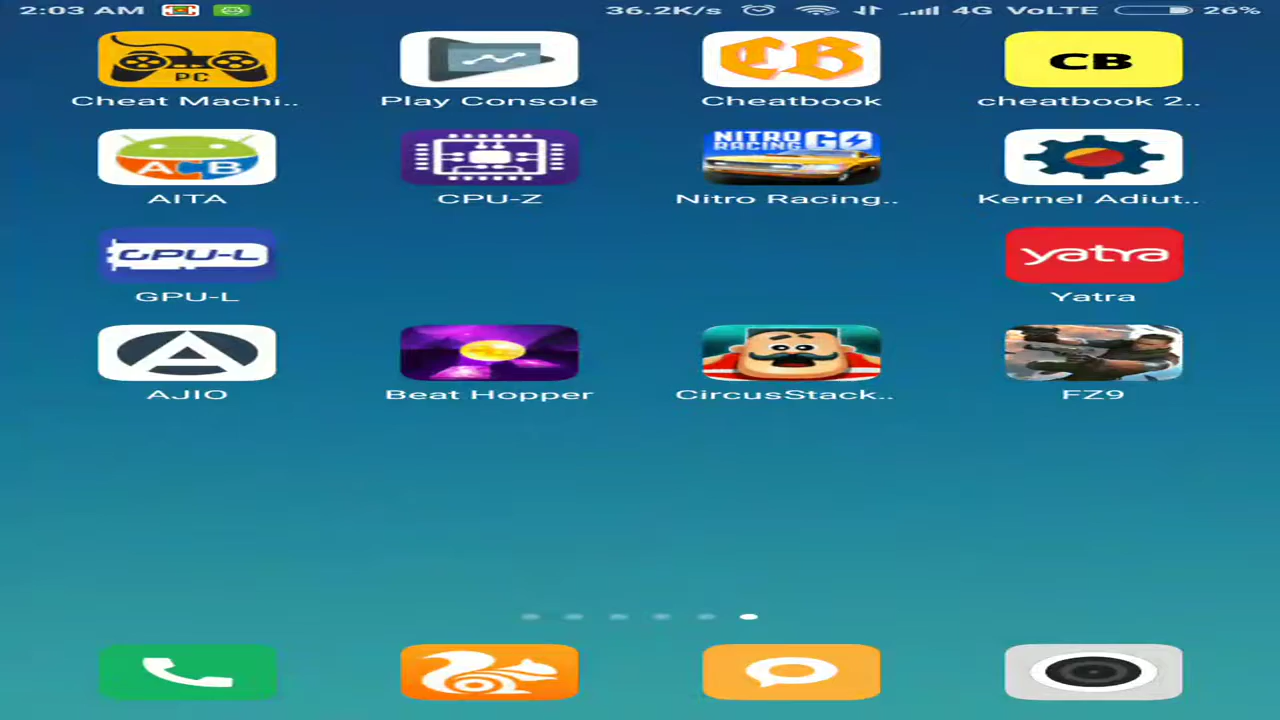 2:03 AM 36.2K/s 4G VoLTE 26%
PC CB CB
Cheat Machi.. Play Console Cheatbook cheatbook 2..
ACB NITRO RACING GO
AITA CPU-Z Nitro Racing.. Kernel Adiut..
GPU-L yatra
GPU-L Yatra
A
AJIO Beat Hopper CircusStack.. FZ9